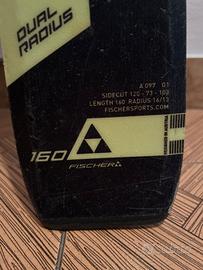 DUAL
RADIUS
A 097 01
SIDECUT 120 - 73 - 103
LENGTH 160 RADIUS 16/13
FISCHERSPORTS.COM
160
FISCHER